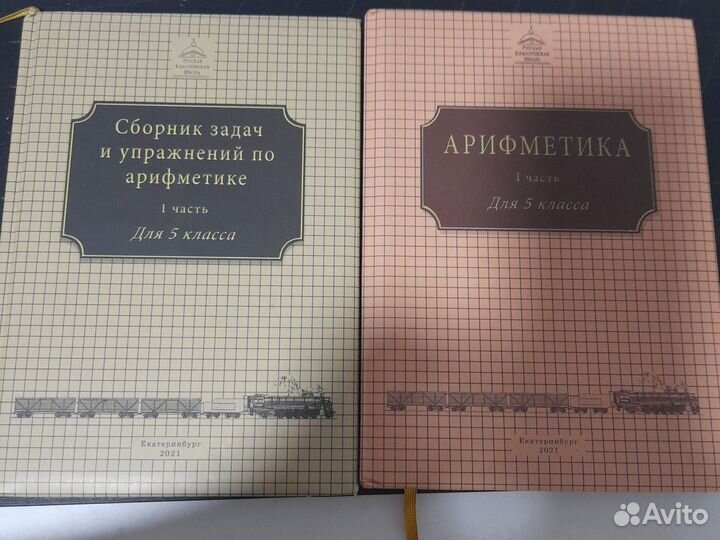 Русская
Классическая
Школа
Сборник задач
и упражнений по
арифметике
1 часть
Для 5 класса
Екатеринбург
2021
Русская
Классическая
Школа
АРИФМЕТИКА
1 часть
Для 5 класса
Екатеринбург
2021
Avito